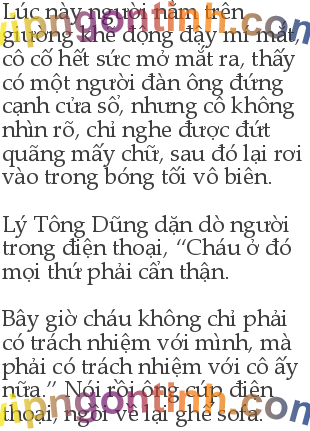 Lúc này người nằm trên
giường khẽ động đậy mí mắt,
cô cố hết sức mở mắt ra, thấy
có một người đàn ông đứng
cạnh cửa sổ, nhưng cô không
nhìn rõ, chỉ nghe được đứt
quãng mấy chữ, sau đó lại rơi
vào trong bóng tối vô biên.
Lý Tông Dũng dặn dò người
trong điện thoại, “Cháu ở đó
mọi thứ phải cẩn thận.
Bây giờ cháu không chỉ phải
có trách nhiệm với mình, mà
phải có trách nhiệm với cô ấy
nữa.” Nói rồi ông cúp điện
thoại, ngồi về lại ghế sofa.
vipngontinh.com
vipngontinh.com